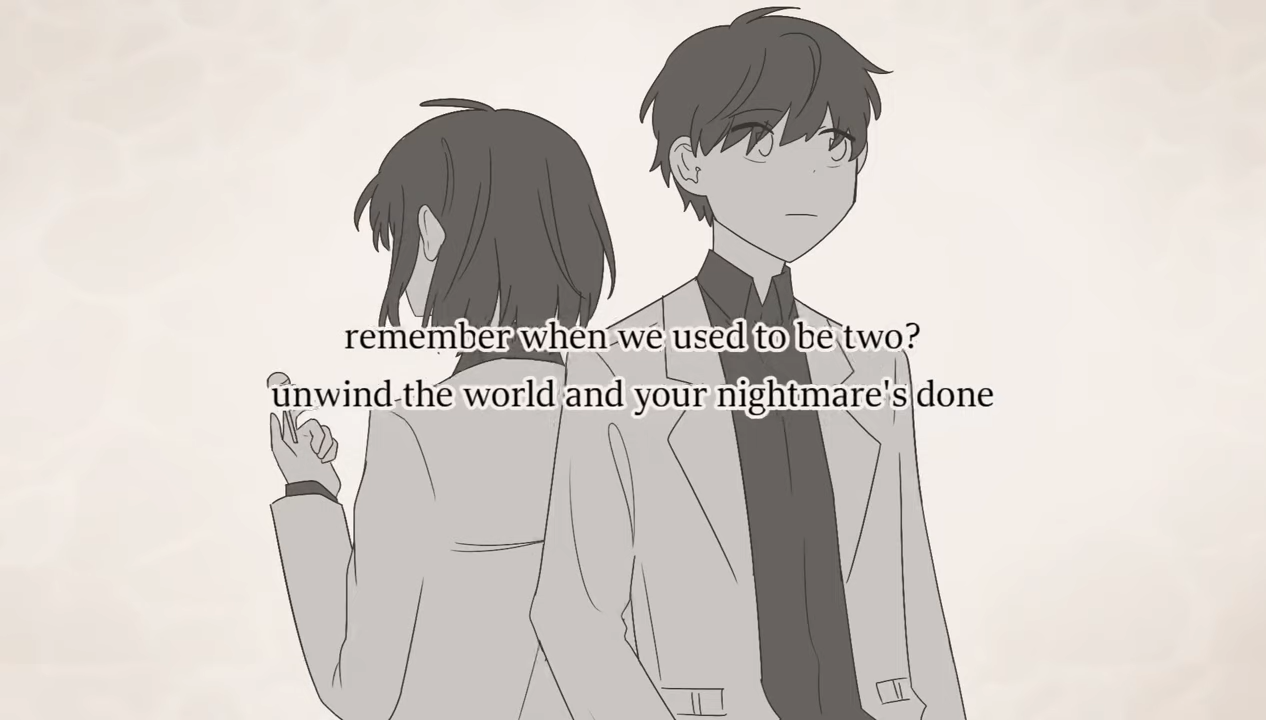 remember when we used to be two?
unwind the world and your nightmare's done